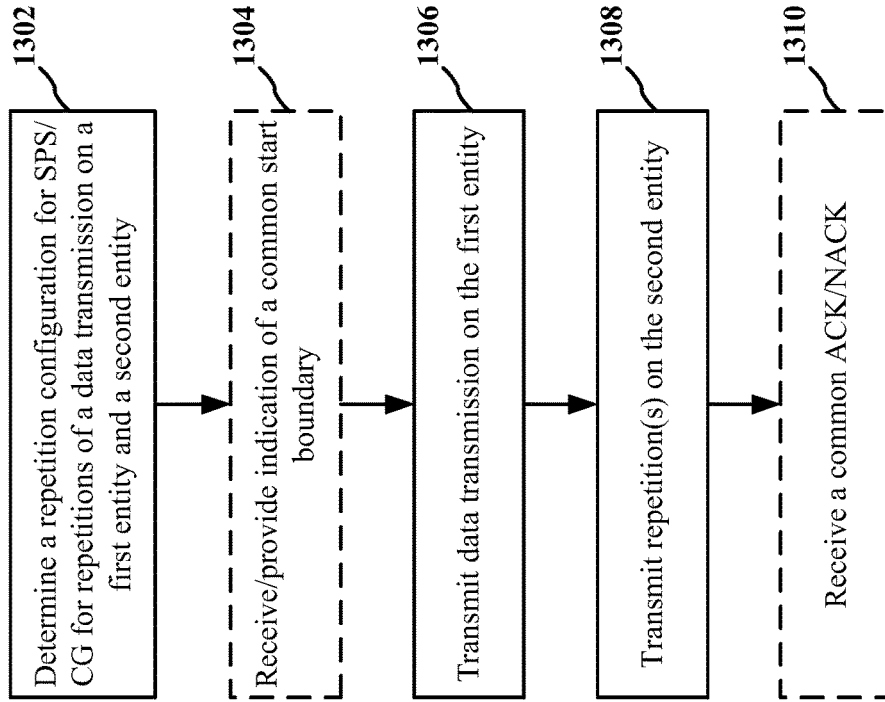 1302
Determine a repetition configuration for SPS/
CG for repetitions of a data transmission on a
first entity and a second entity
1304
Receive/provide indication of a common start
boundary
1306
Transmit data transmission on the first entity
1308
Transmit repetition(s) on the second entity
1310
Receive a common ACK/NACK